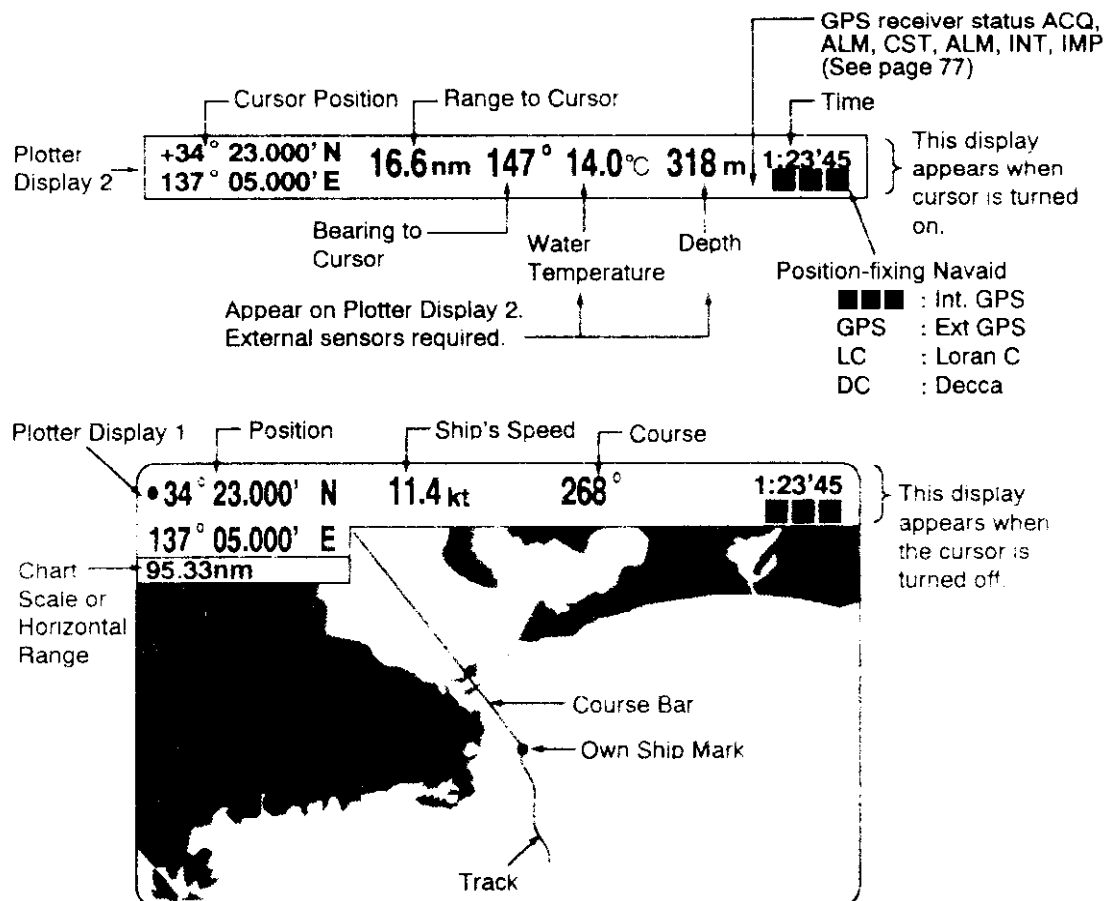 GPS receiver status ACQ,
ALM, CST, ALM, INT, IMP
(See page 77)
Cursor Position
Range to Cursor
Time
Plotter
Display 2
+34° 23.000' N
137° 05.000' E
16.6 nm 147° 14.0°C 318 m
1:23'45
This display
appears when
cursor is turned
on.
Bearing to
Cursor
Water
Temperature
Depth
Appear on Plotter Display 2.
External sensors required.
Position-fixing Navaid
■■■ : Int. GPS
GPS : Ext GPS
LC : Loran C
DC : Decca
Plotter Display 1
Position
Ship's Speed
Course
34° 23.000' N
137° 05.000' E
11.4 kt
268°
1:23'45
This display
appears when
the cursor is
turned off.
Chart
Scale or
Horizontal
Range
95.33nm
Course Bar
Own Ship Mark
Track